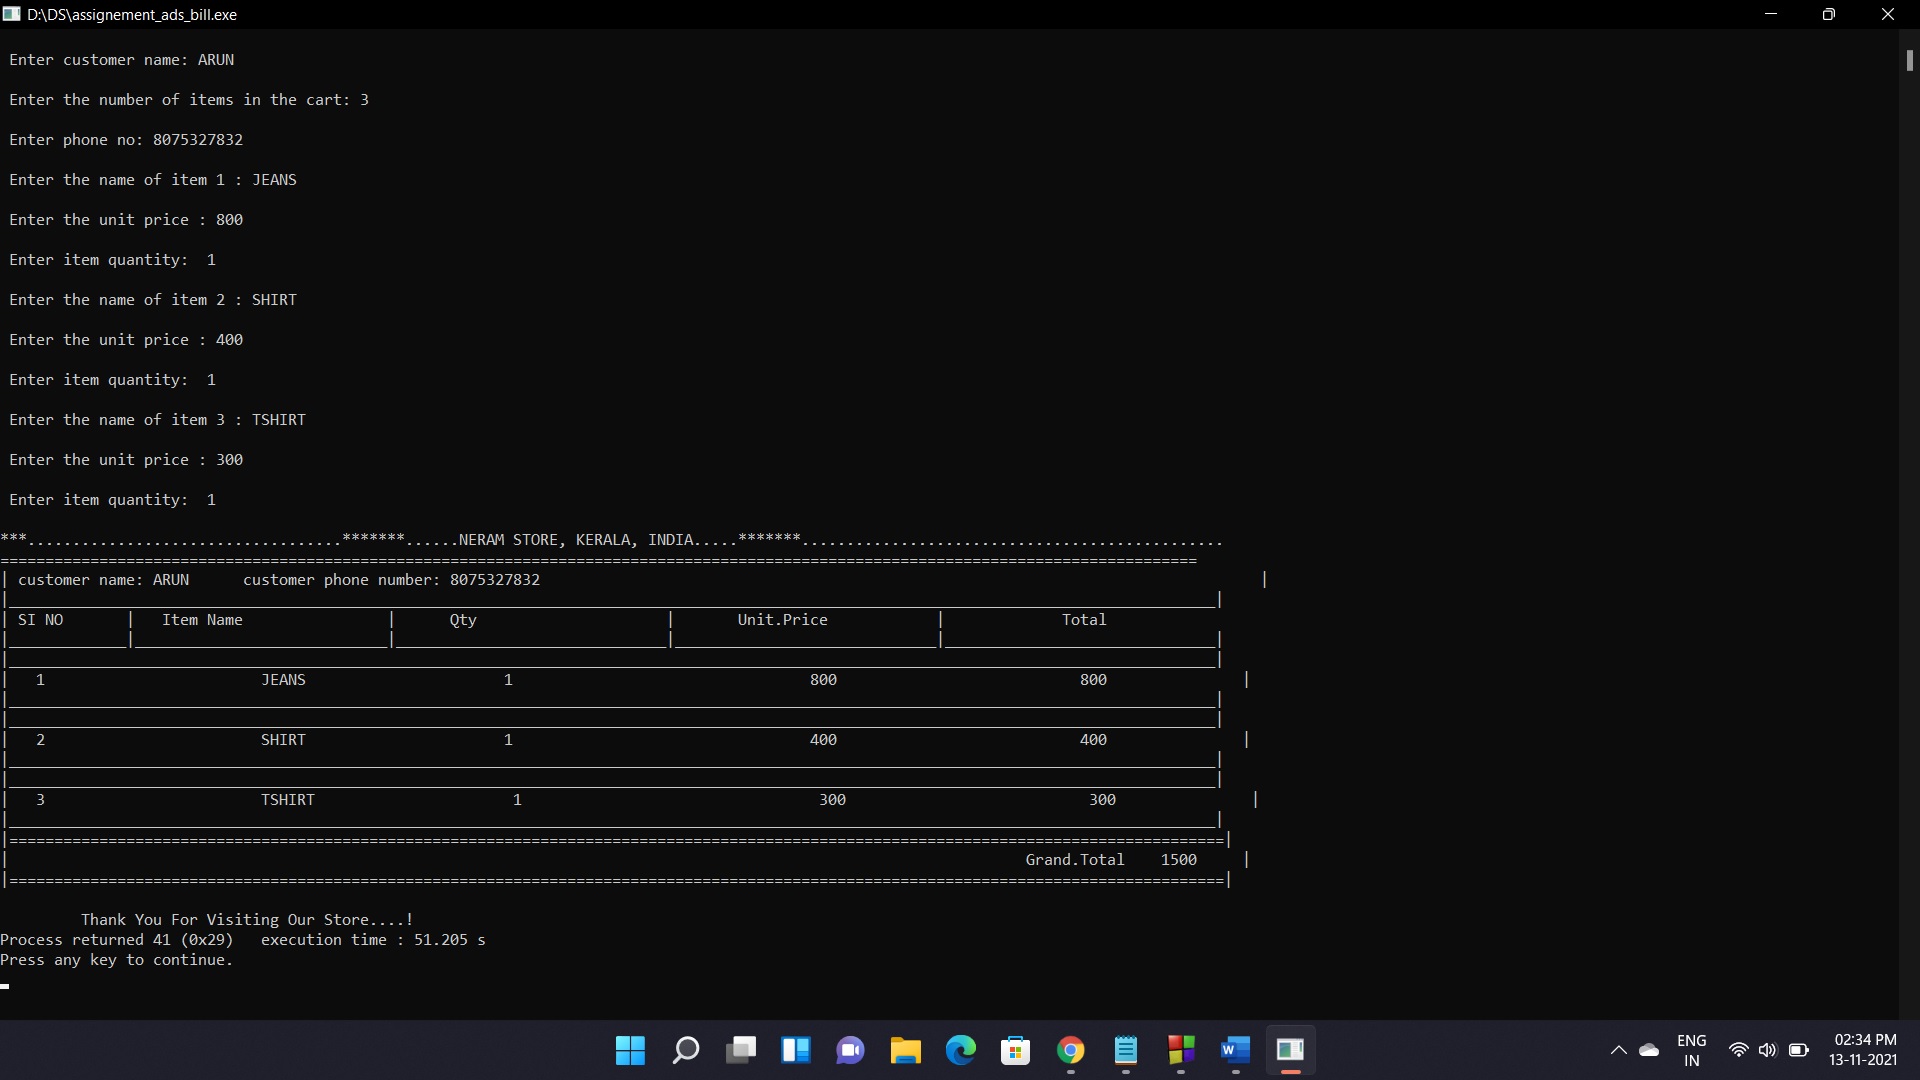 D:\DS\assignement_ads_bill.exe
Enter customer name: ARUN
Enter the number of items in the cart: 3
Enter phone no: 8075327832
Enter the name of item 1 : JEANS
Enter the unit price : 800
Enter item quantity:  1
Enter the name of item 2 : SHIRT
Enter the unit price : 400
Enter item quantity:  1
Enter the name of item 3 : TSHIRT
Enter the unit price : 300
Enter item quantity:  1
***...................................*******......NERAM STORE, KERALA, INDIA.....*******...............................................
| customer name: ARUN      customer phone number: 8075327832 |
| SI NO | Item Name | Qty | Unit.Price | Total
| 1 JEANS 1 800 800 |
| 2 SHIRT 1 400 400 |
| 3 TSHIRT 1 300 300 |
| Grand.Total    1500 |
Thank You For Visiting Our Store....!
Process returned 41 (0x29)   execution time : 51.205 s
Press any key to continue.
W
ENG
IN
02:34 PM
13-11-2021